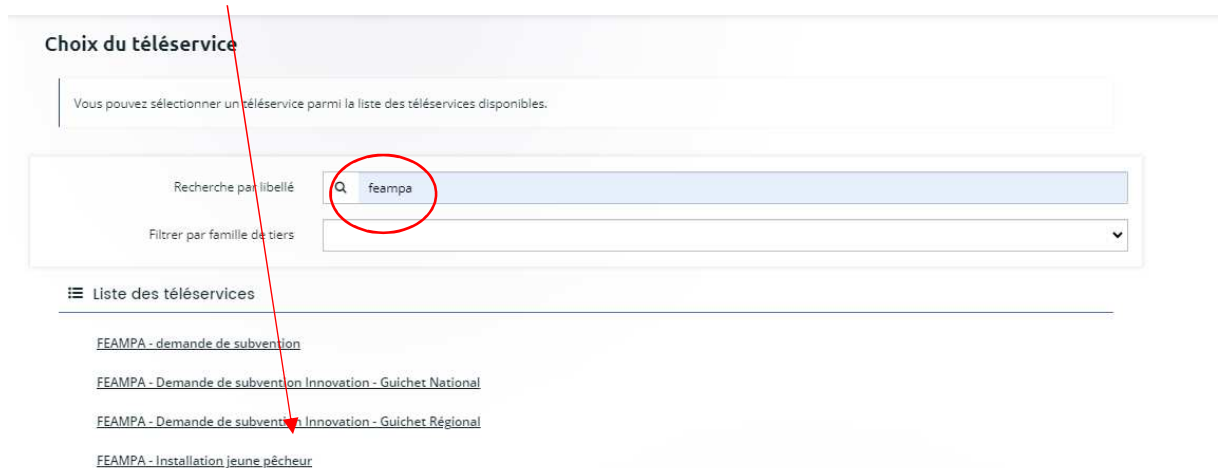 Choix du téléservice
Vous pouvez sélectionner un téléservice parmi la liste des téléservices disponibles.
Recherche par libellé feampa
Filtrer par famille de tiers
Liste des téléservices
FEAMPA - demande de subvention
FEAMPA - Demande de subvention Innovation - Guichet National
FEAMPA - Demande de subvention Innovation - Guichet Régional
FEAMPA - Installation jeune pêcheur